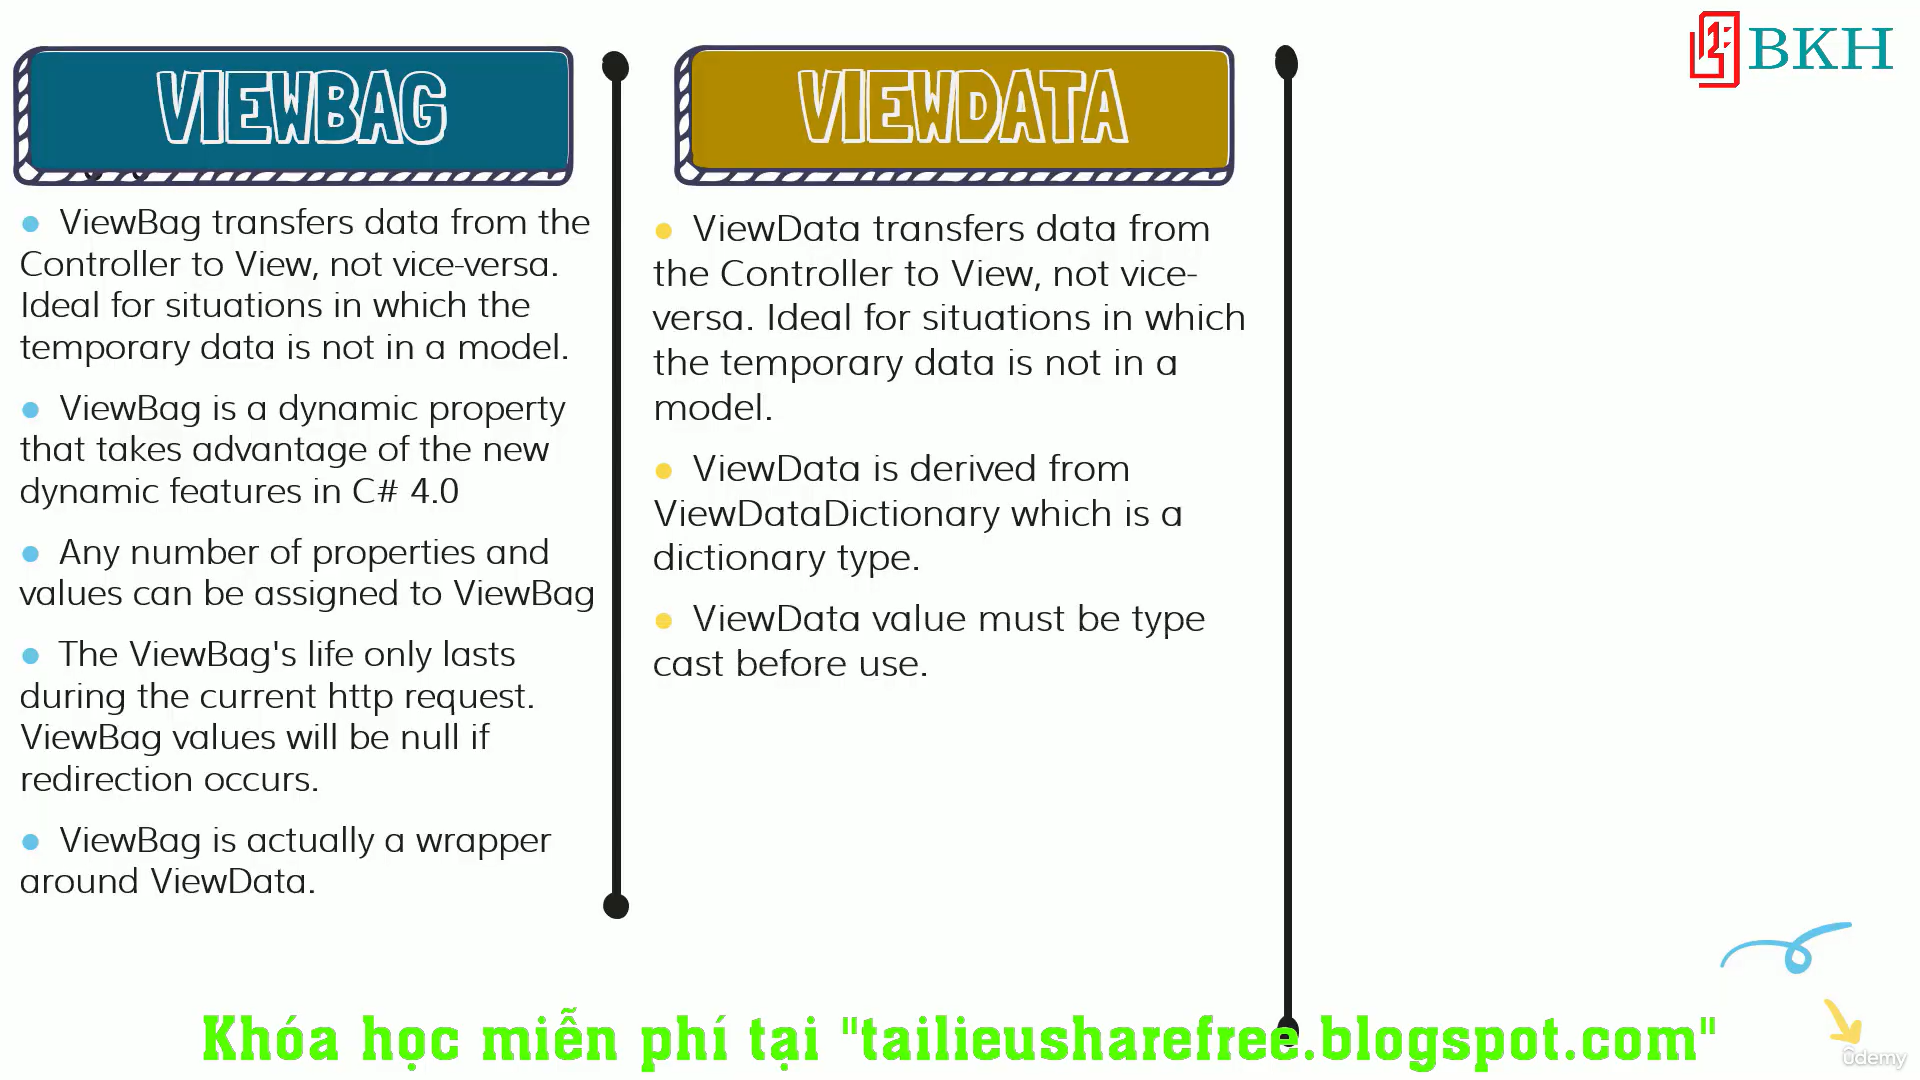 VIEWBAG
ViewBag transfers data from the
Controller to View, not vice-versa.
Ideal for situations in which the
temporary data is not in a model.
ViewBag is a dynamic property
that takes advantage of the new
dynamic features in C# 4.0
Any number of properties and
values can be assigned to ViewBag
The ViewBag's life only lasts
during the current http request.
ViewBag values will be null if
redirection occurs.
ViewBag is actually a wrapper
around ViewData.
VIEWDATA
ViewData transfers data from
the Controller to View, not vice-
versa. Ideal for situations in which
the temporary data is not in a
model.
ViewData is derived from
ViewDataDictionary which is a
dictionary type.
ViewData value must be type
cast before use.
BKH
Khóa học miễn phí tại "tailieusharefree.blogspot.com"
ûdemy